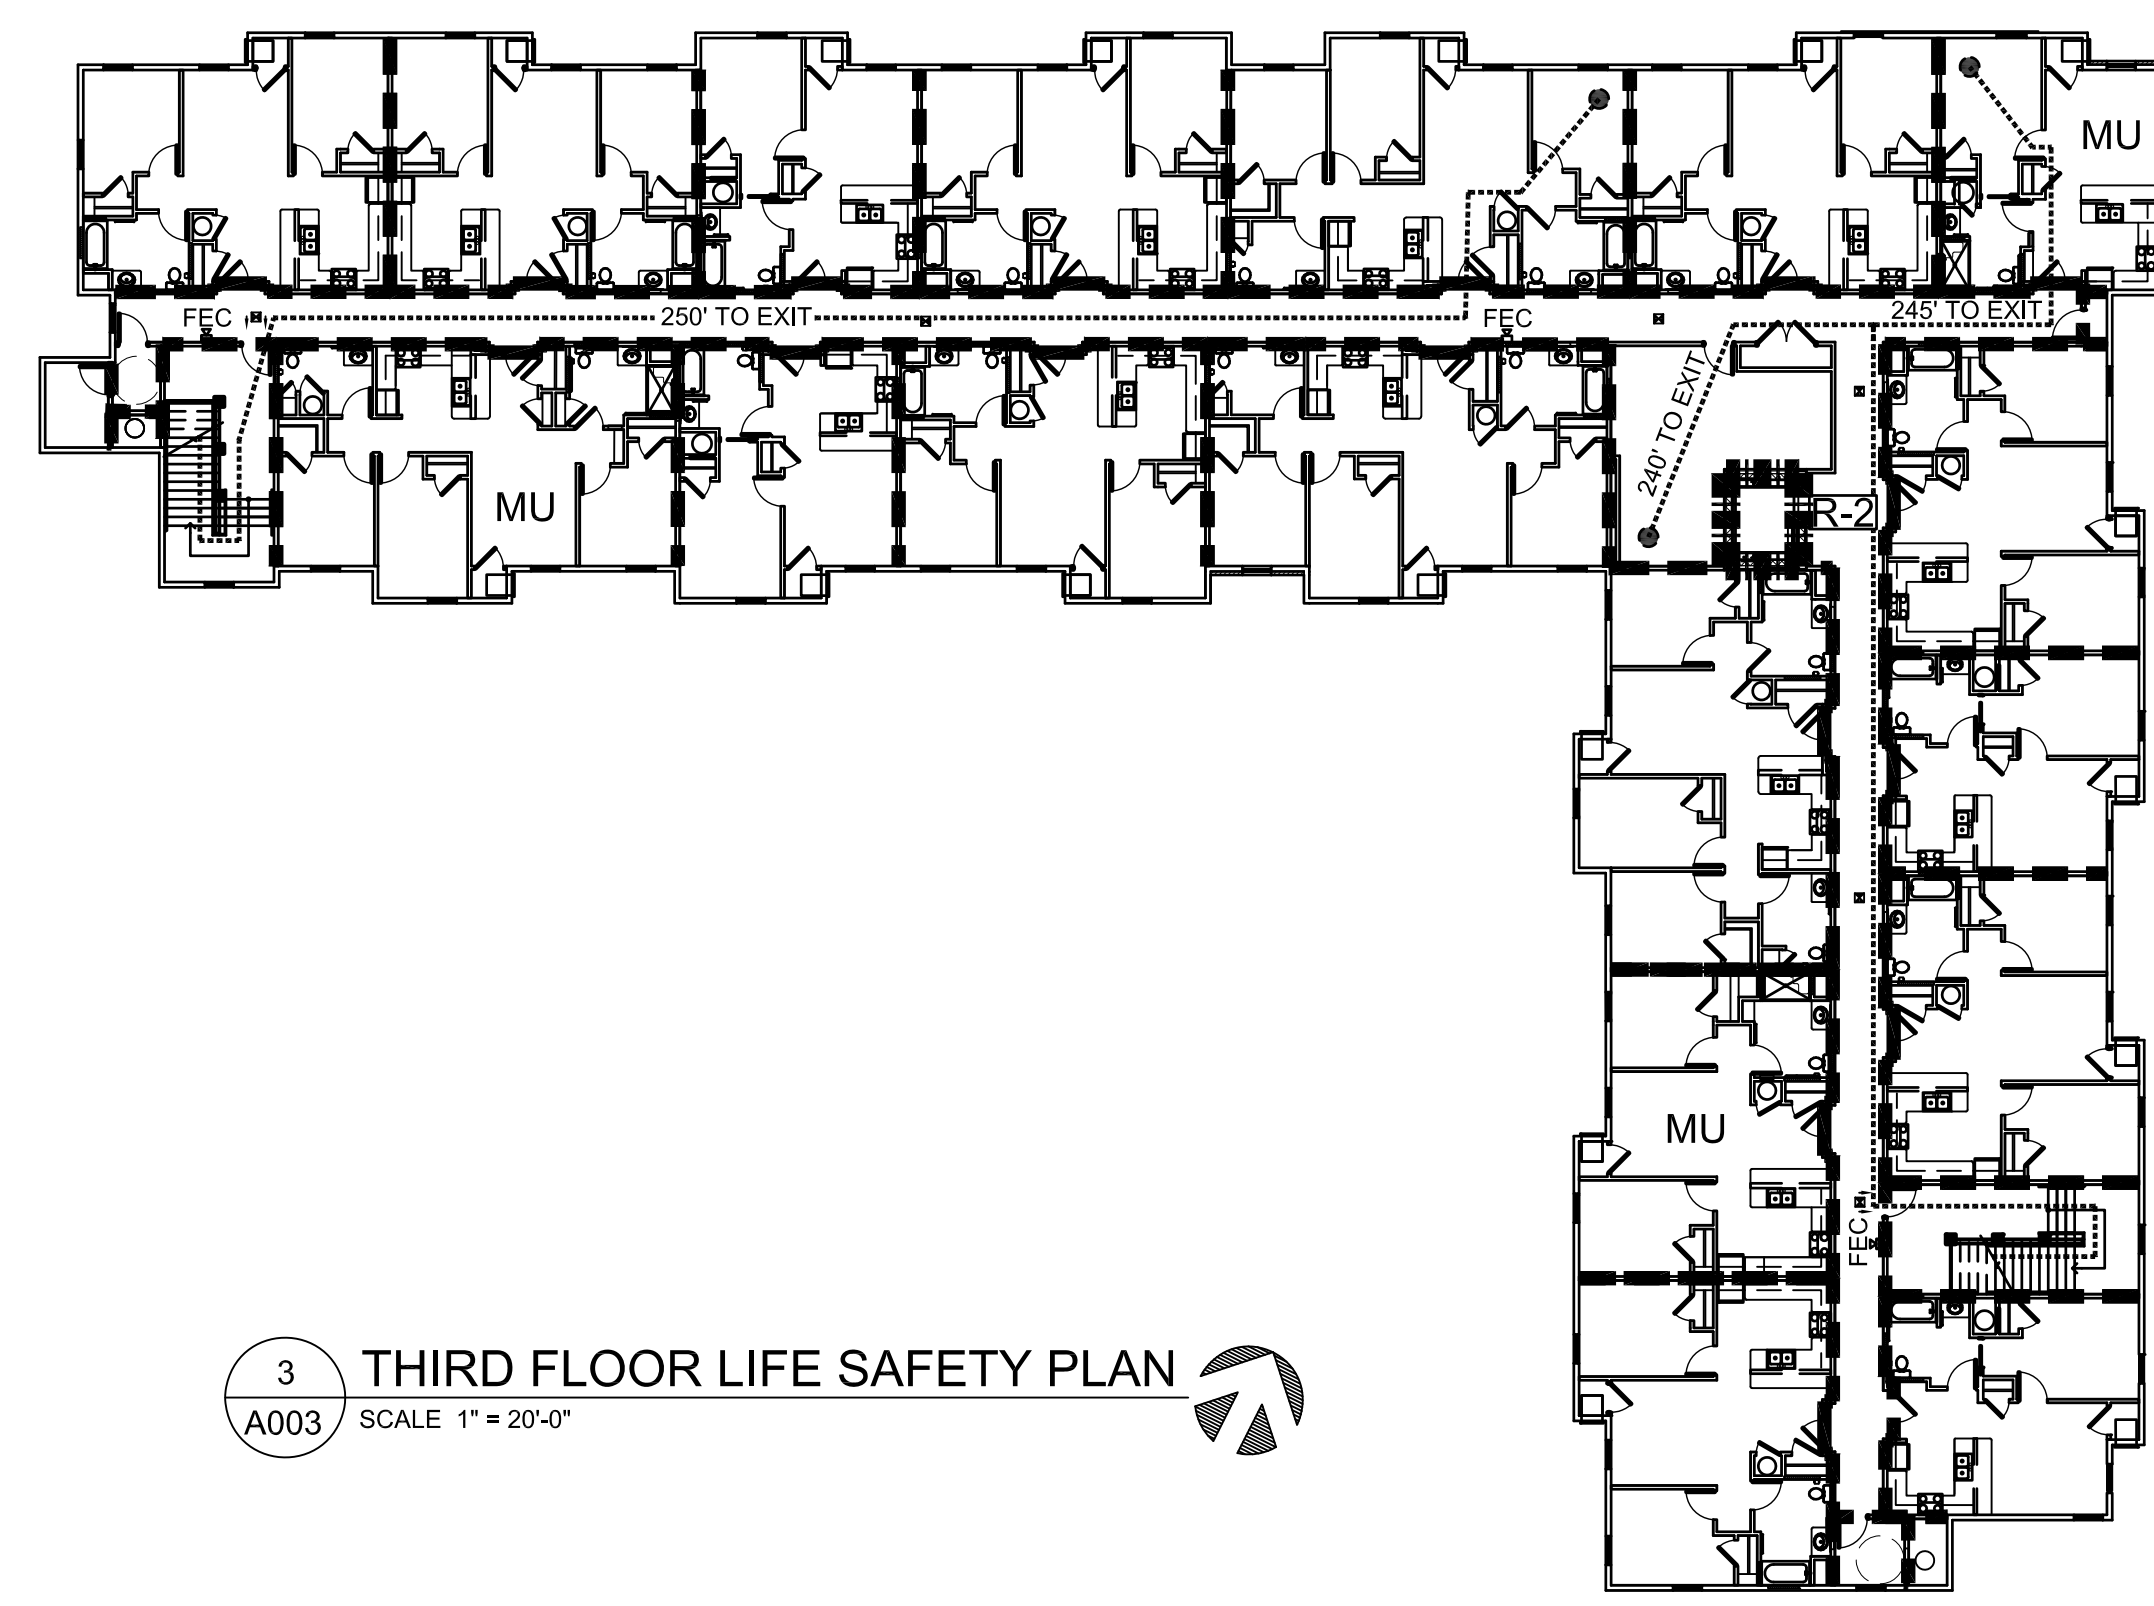 MU
FEC
250' TO EXIT
FEC
245' TO EXIT
240' TO EXIT
MU
R-2
MU
FEC
3
A003
THIRD FLOOR LIFE SAFETY PLAN
SCALE 1" = 20'-0"